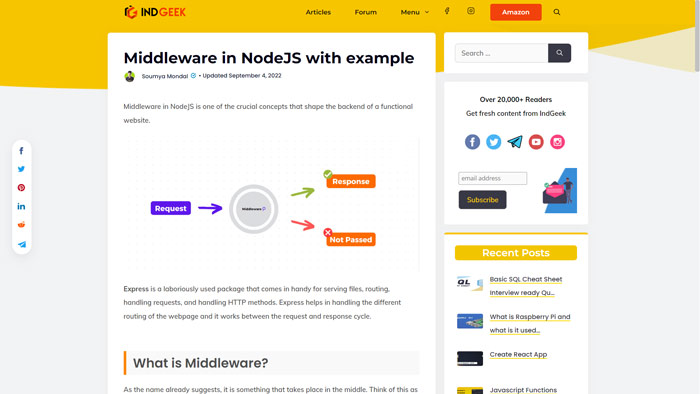 INDGEEK
Articles Forum Menu Amazon
Middleware in NodeJS with example
Soumya Mondal • Updated September 4, 2022
Middleware in NodeJS is one of the crucial concepts that shape the backend of a functional
website.
Request
Middleware
Response
Not Passed
Express is a laboriously used package that comes in handy for serving files, routing,
handling requests, and handling HTTP methods. Express helps in handling the different
routing of the webpage and it works between the request and response cycle.
What is Middleware?
As the name already suggests, it is something that takes place in the middle. Think of this as
Search ...
Over 20,000+ Readers
Get fresh content from IndGeek
email address
Subscribe
Recent Posts
QL
Basic SQL Cheat Sheet
Interview ready Qu...
What is Raspberry Pi and
what is it used...
Create React App
Javascript Functions